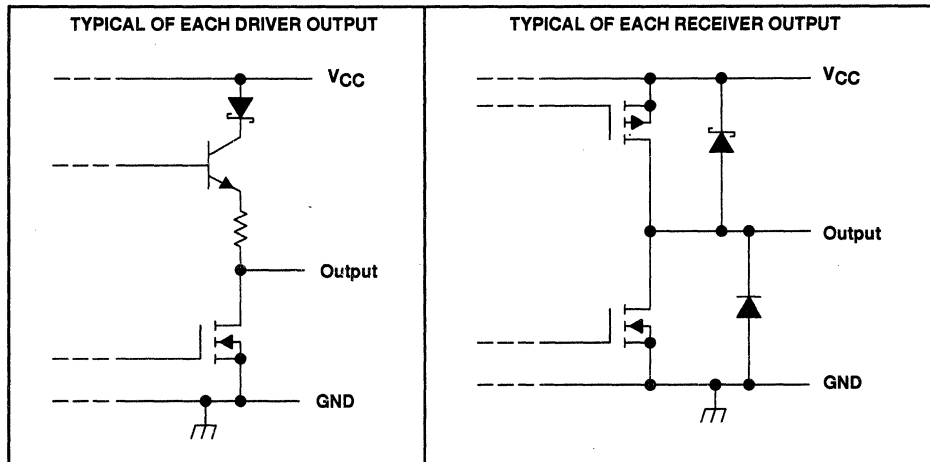 TYPICAL OF EACH DRIVER OUTPUT
VCC
Output
GND
TYPICAL OF EACH RECEIVER OUTPUT
VCC
Output
GND